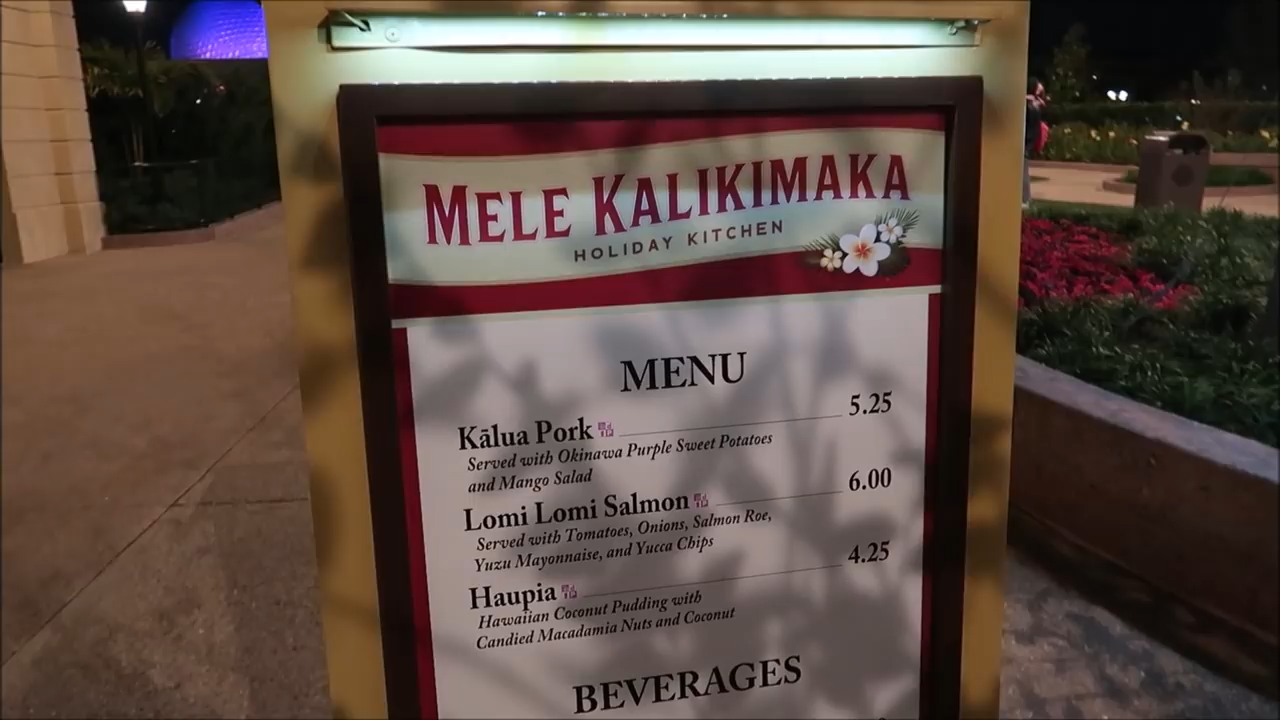 MELE KALIKIMAKA
HOLIDAY KITCHEN
MENU
Kālua Pork 5.25
Served with Okinawa Purple Sweet Potatoes
and Mango Salad
Lomi Lomi Salmon 6.00
Served with Tomatoes, Onions, Salmon Roe,
Yuzu Mayonnaise, and Yucca Chips
Haupia 4.25
Hawaiian Coconut Pudding with
Candied Macadamia Nuts and Coconut
BEVERAGES